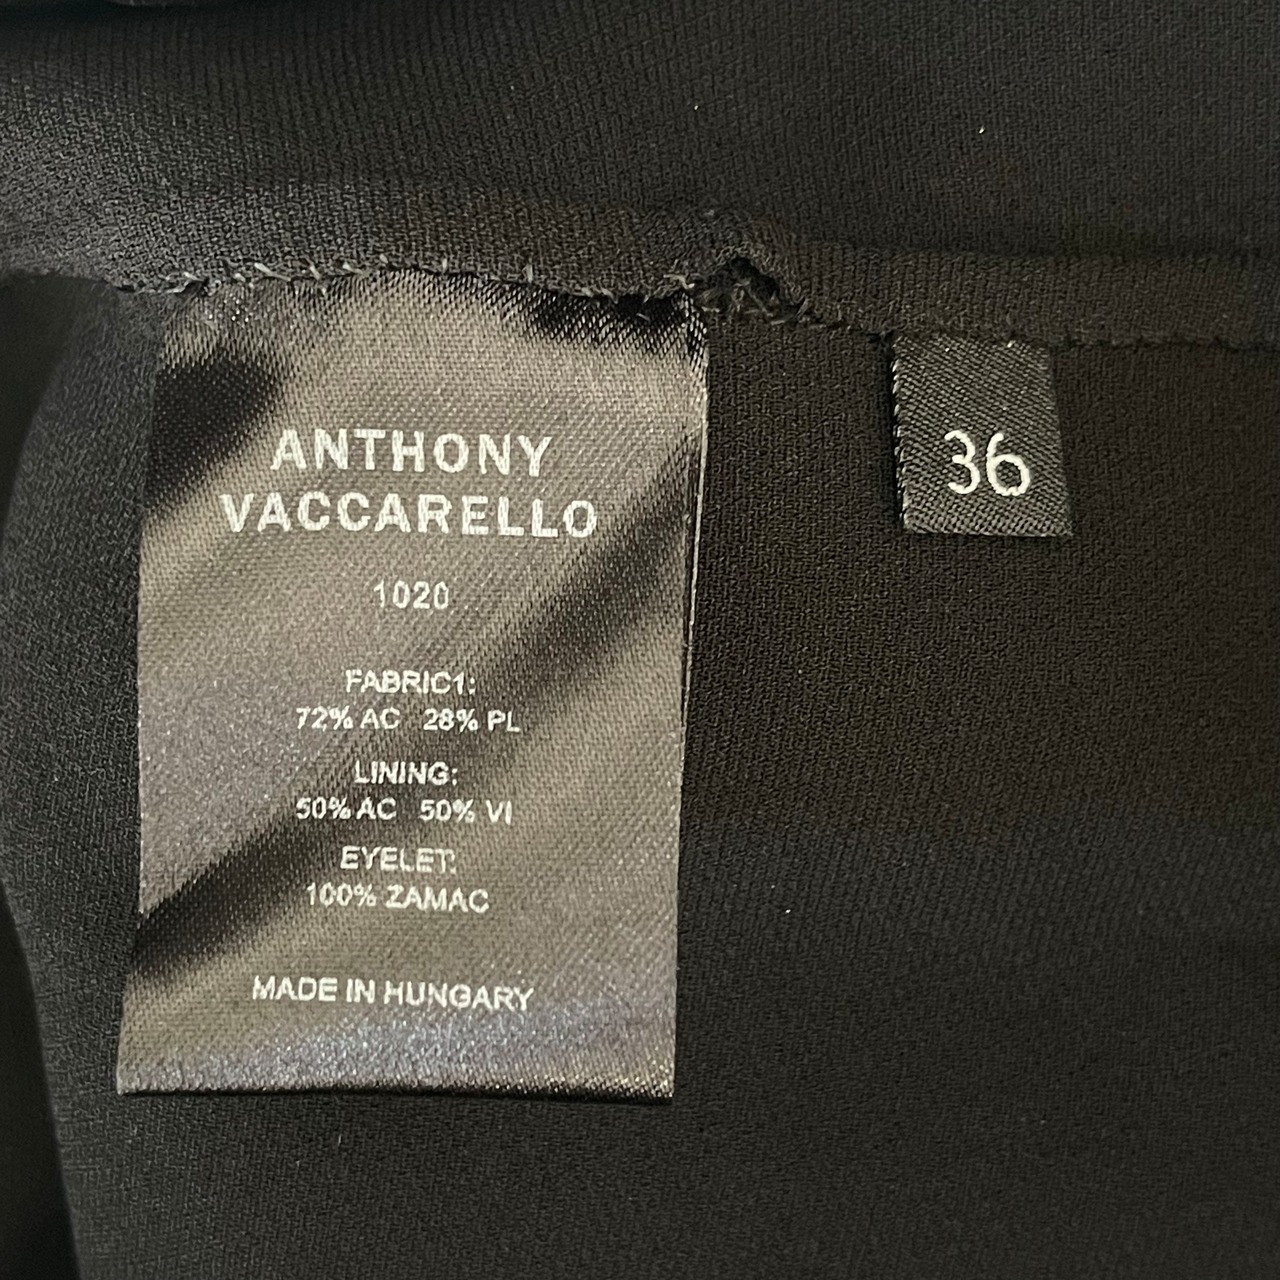 ANTHONY
VACCARELLO
1020
FABRIC1:
72% AC 28% PL
LINING:
50% AC 50% VI
EYELET:
100% ZAMAC
MADE IN HUNGARY
36